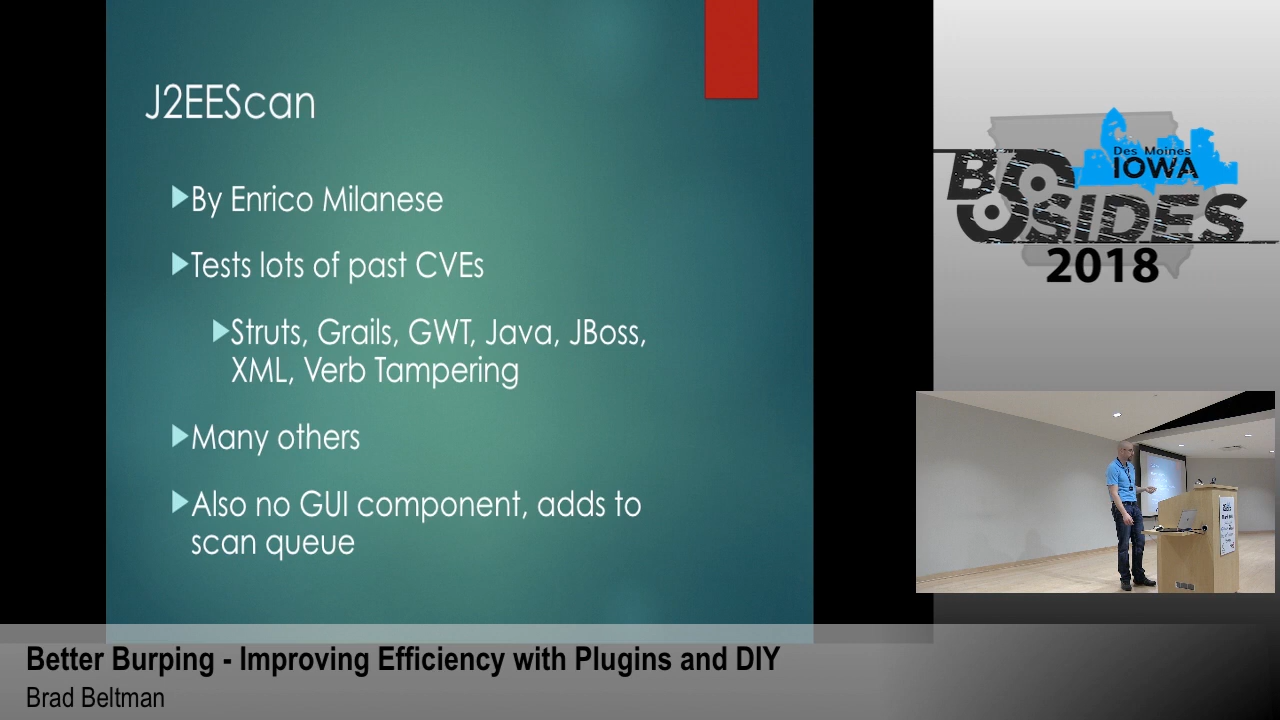 J2EEScan
By Enrico Milanese
Tests lots of past CVEs
Struts, Grails, GWT, Java, JBoss,
XML, Verb Tampering
Many others
Also no GUI component, adds to
scan queue
Des Moines
IOWA
BSIDES
2018
Better Burping - Improving Efficiency with Plugins and DIY
Brad Beltman